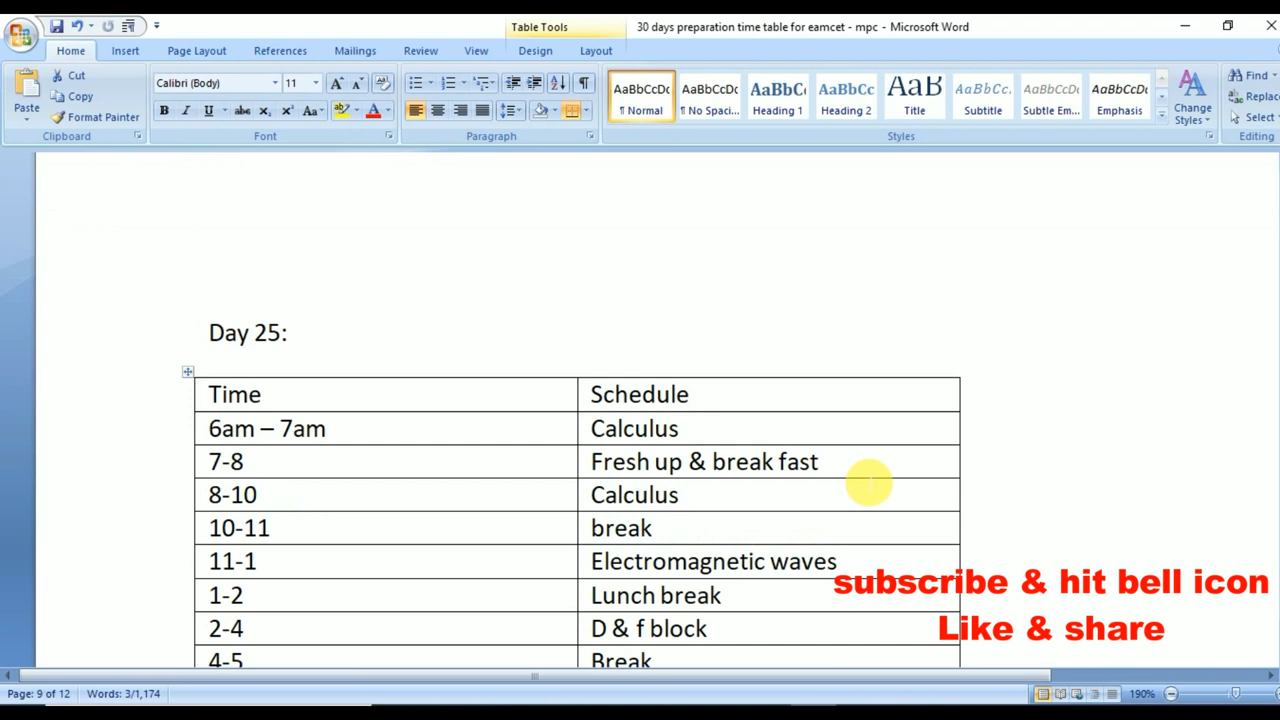 Table Tools
30 days preparation time table for eamcet - mpc - Microsoft Word
Home Insert Page Layout References Mailings Review View Design Layout
Paste
Cut
Copy
Format Painter
Clipboard
Calibri (Body) 11
B I U abc X₂ X² Aa A
Font
Paragraph
AaBbCcDc AaBbCcDc AaBbC AaBbCc AaB AaBbCc. AaBbCcDc AaBbCcDc
¶ Normal ¶ No Spaci... Heading 1 Heading 2 Title Subtitle Subtle Em... Emphasis
Change Styles
Styles
Find
Replace
Select
Editing
Day 25:
Time Schedule
6am – 7am Calculus
7-8 Fresh up & break fast
8-10 Calculus
10-11 break
11-1 Electromagnetic waves
1-2 Lunch break
2-4 D & f block
4-5 Break
subscribe & hit bell icon
Like & share
Page: 9 of 12 Words: 3/1,174 190%